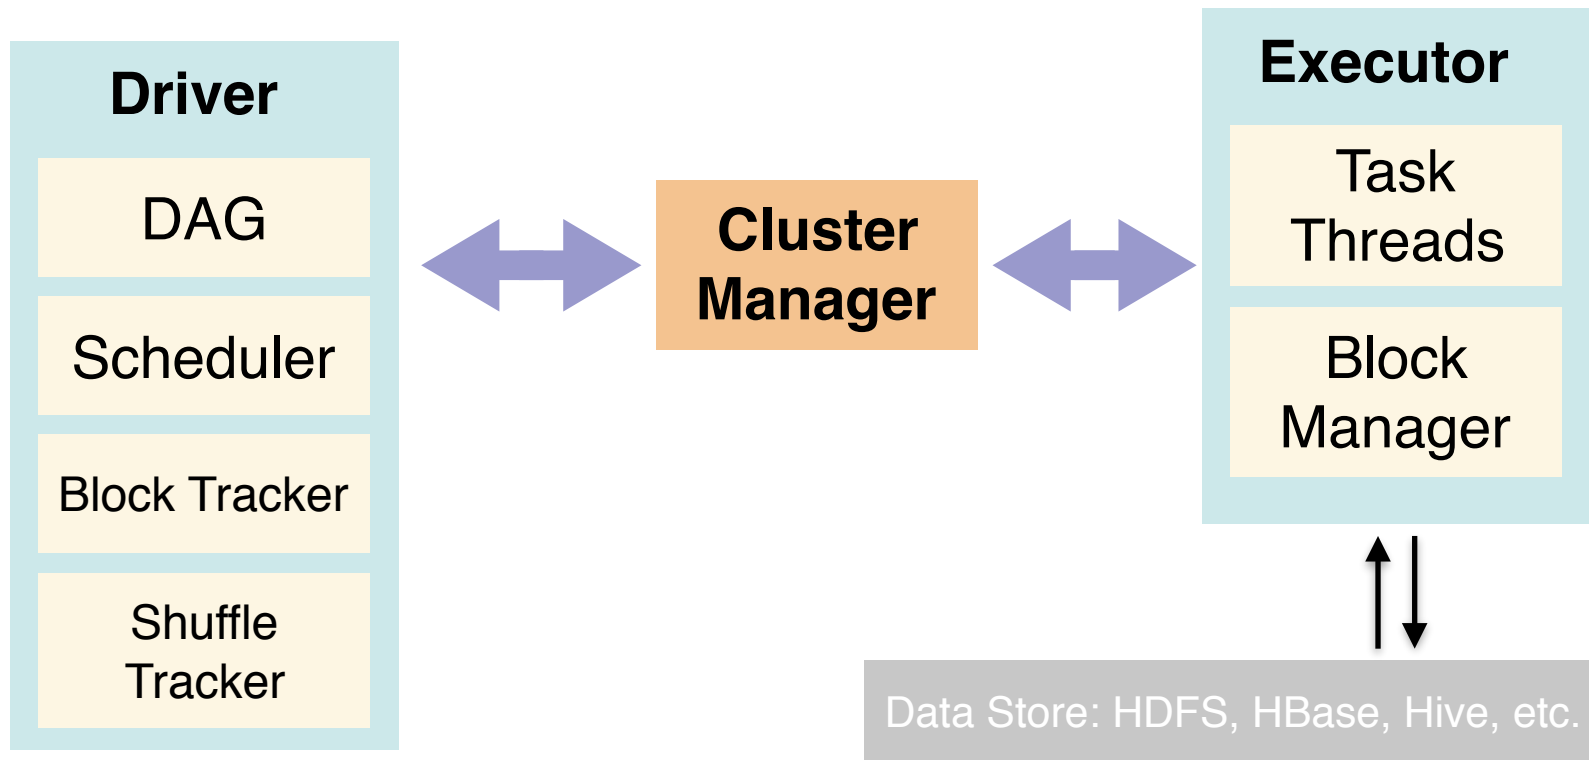 Driver
DAG
Scheduler
Block Tracker
Shuffle
Tracker
Cluster
Manager
Executor
Task
Threads
Block
Manager
Data Store: HDFS, HBase, Hive, etc.